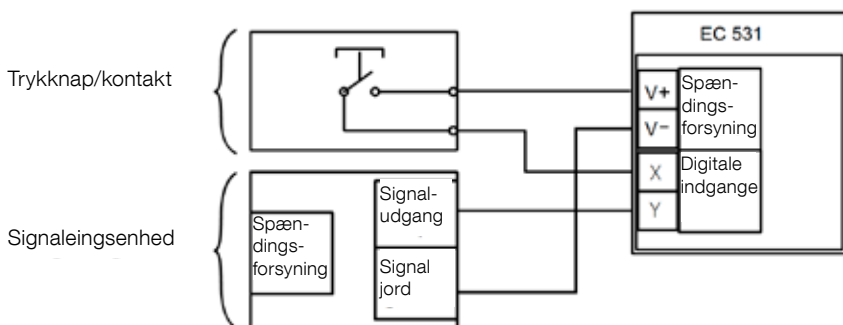 EC 531
Trykknap/kontakt
V+
Spæn-
dings-
forsyning
V-
X
Digitale
indgange
Y
Signaleingsenhed
Spæn-
dings-
forsyning
Signal-
udgang
Signal
jord